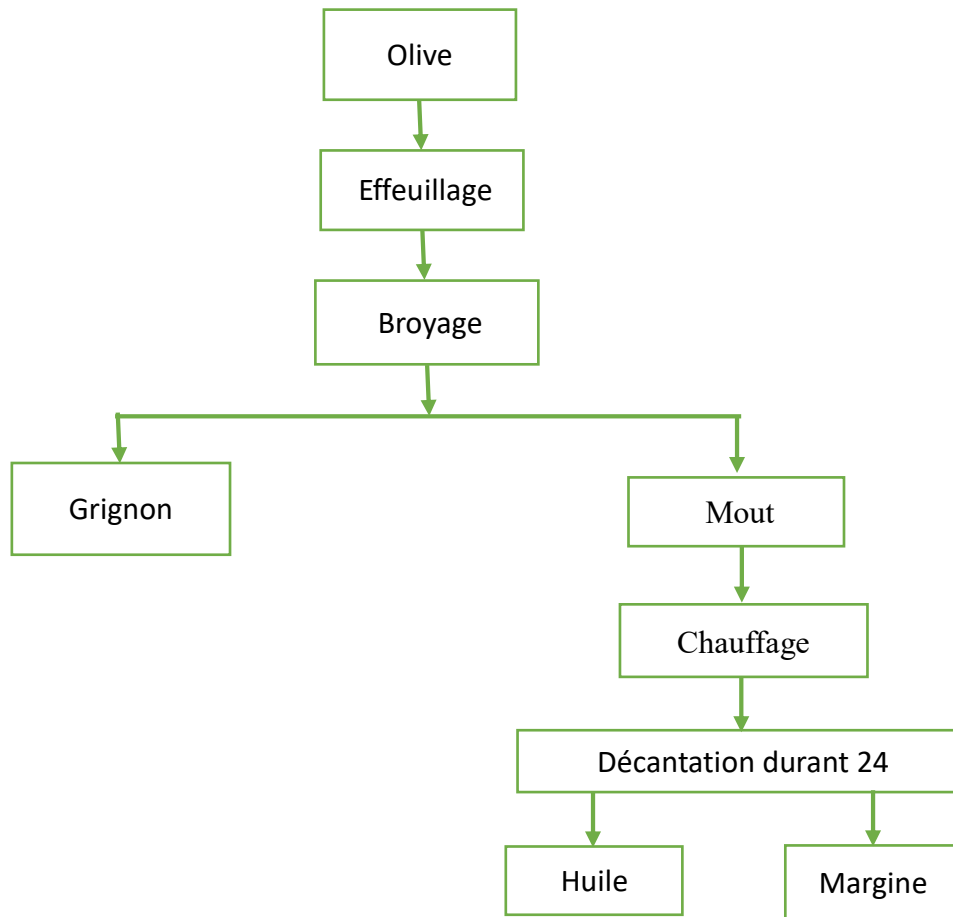 Olive
Effeuillage
Broyage
Grignon
Mout
Chauffage
Décantation durant 24
Huile
Margine